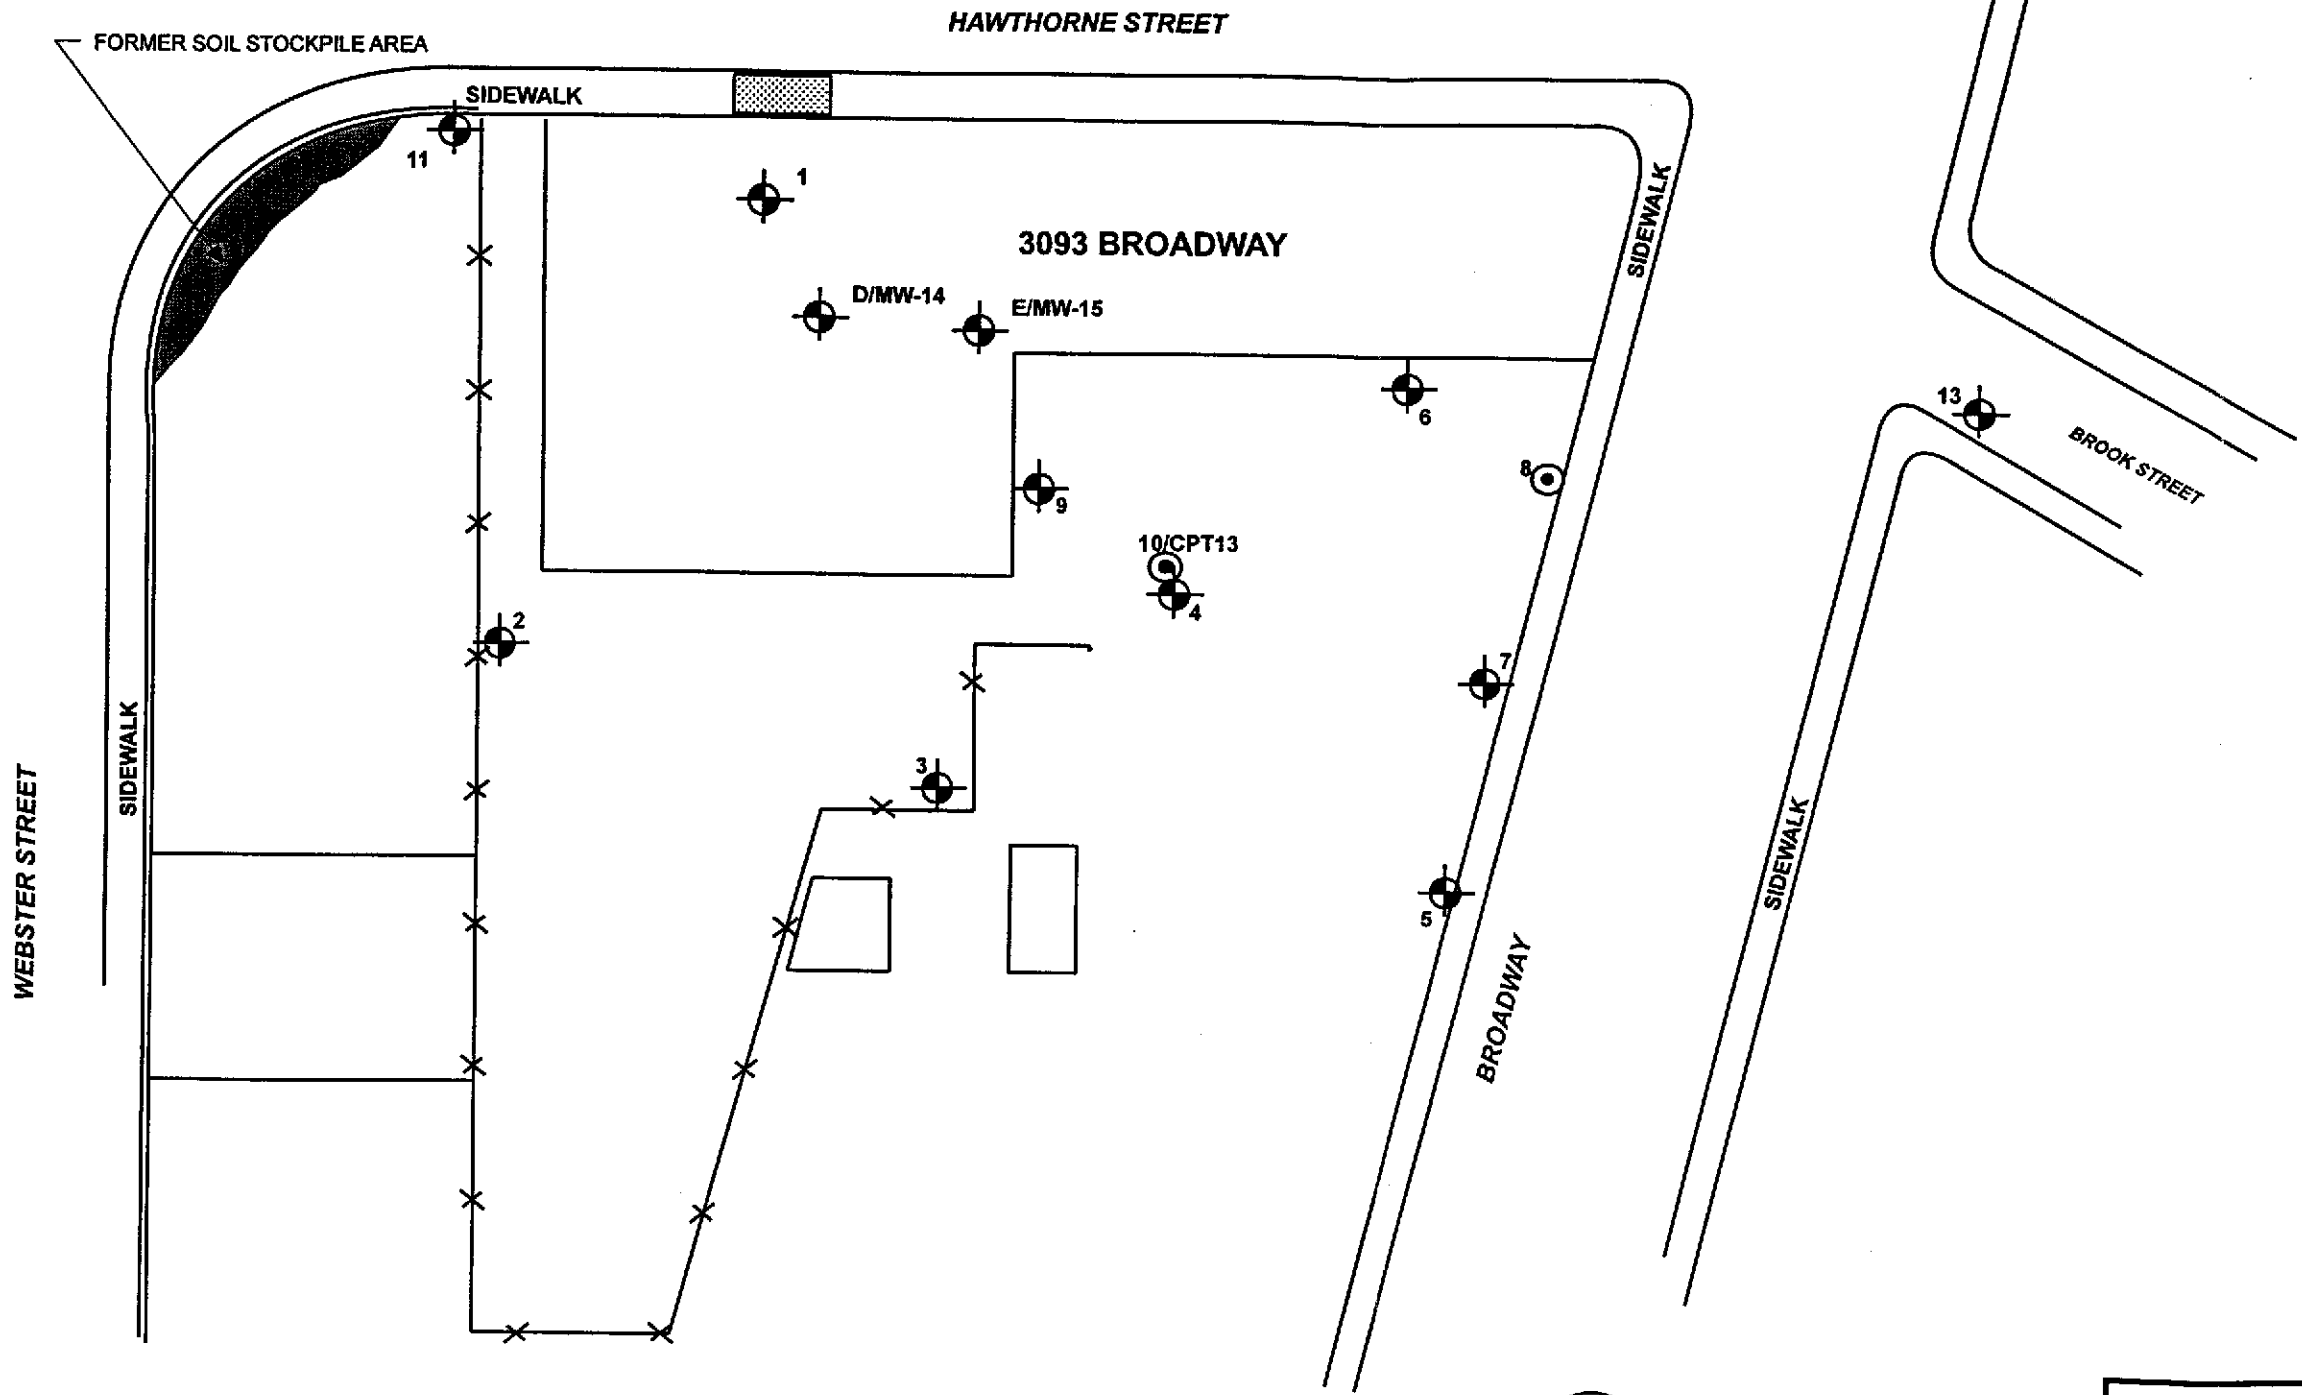 HAWTHORNE STREET
FORMER SOIL STOCKPILE AREA
SIDEWALK
11
1
SIDEWALK
3093 BROADWAY
D/MW-14
E/MW-15
6
13
BROOK STREET
8
9
10/CPT13
4
2
7
SIDEWALK
3
WEBSTER STREET
SIDEWALK
5
BROADWAY